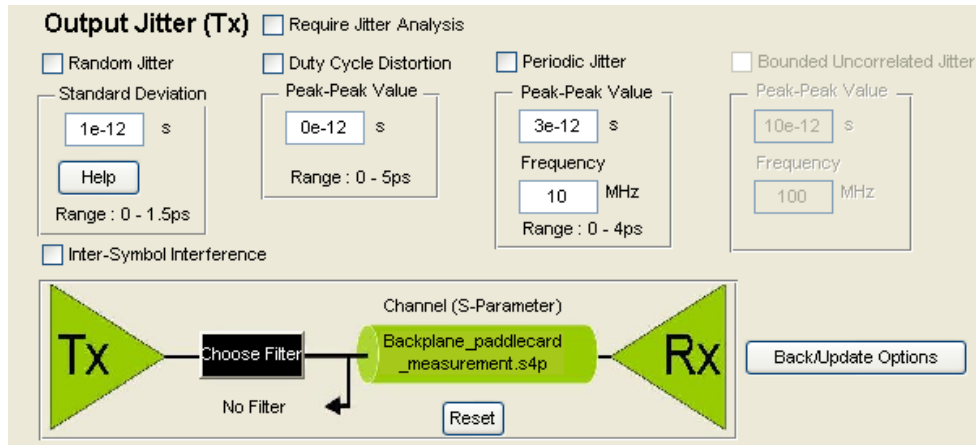 Output Jitter (Tx) Require Jitter Analysis
Random Jitter
Standard Deviation
1e-12 s
Help
Range : 0 - 1.5ps
Duty Cycle Distortion
Peak-Peak Value
0e-12 s
Range : 0 - 5ps
Periodic Jitter
Peak-Peak Value
3e-12 s
Frequency
10 MHz
Range : 0 - 4ps
Bounded Uncorrelated Jitter
Peak-Peak Value
10e-12 s
Frequency
100 MHz
Inter-Symbol Interference
Tx
Choose Filter
No Filter
Channel (S-Parameter)
Backplane_paddlecard
_measurement.s4p
Reset
Rx
Back/Update Options